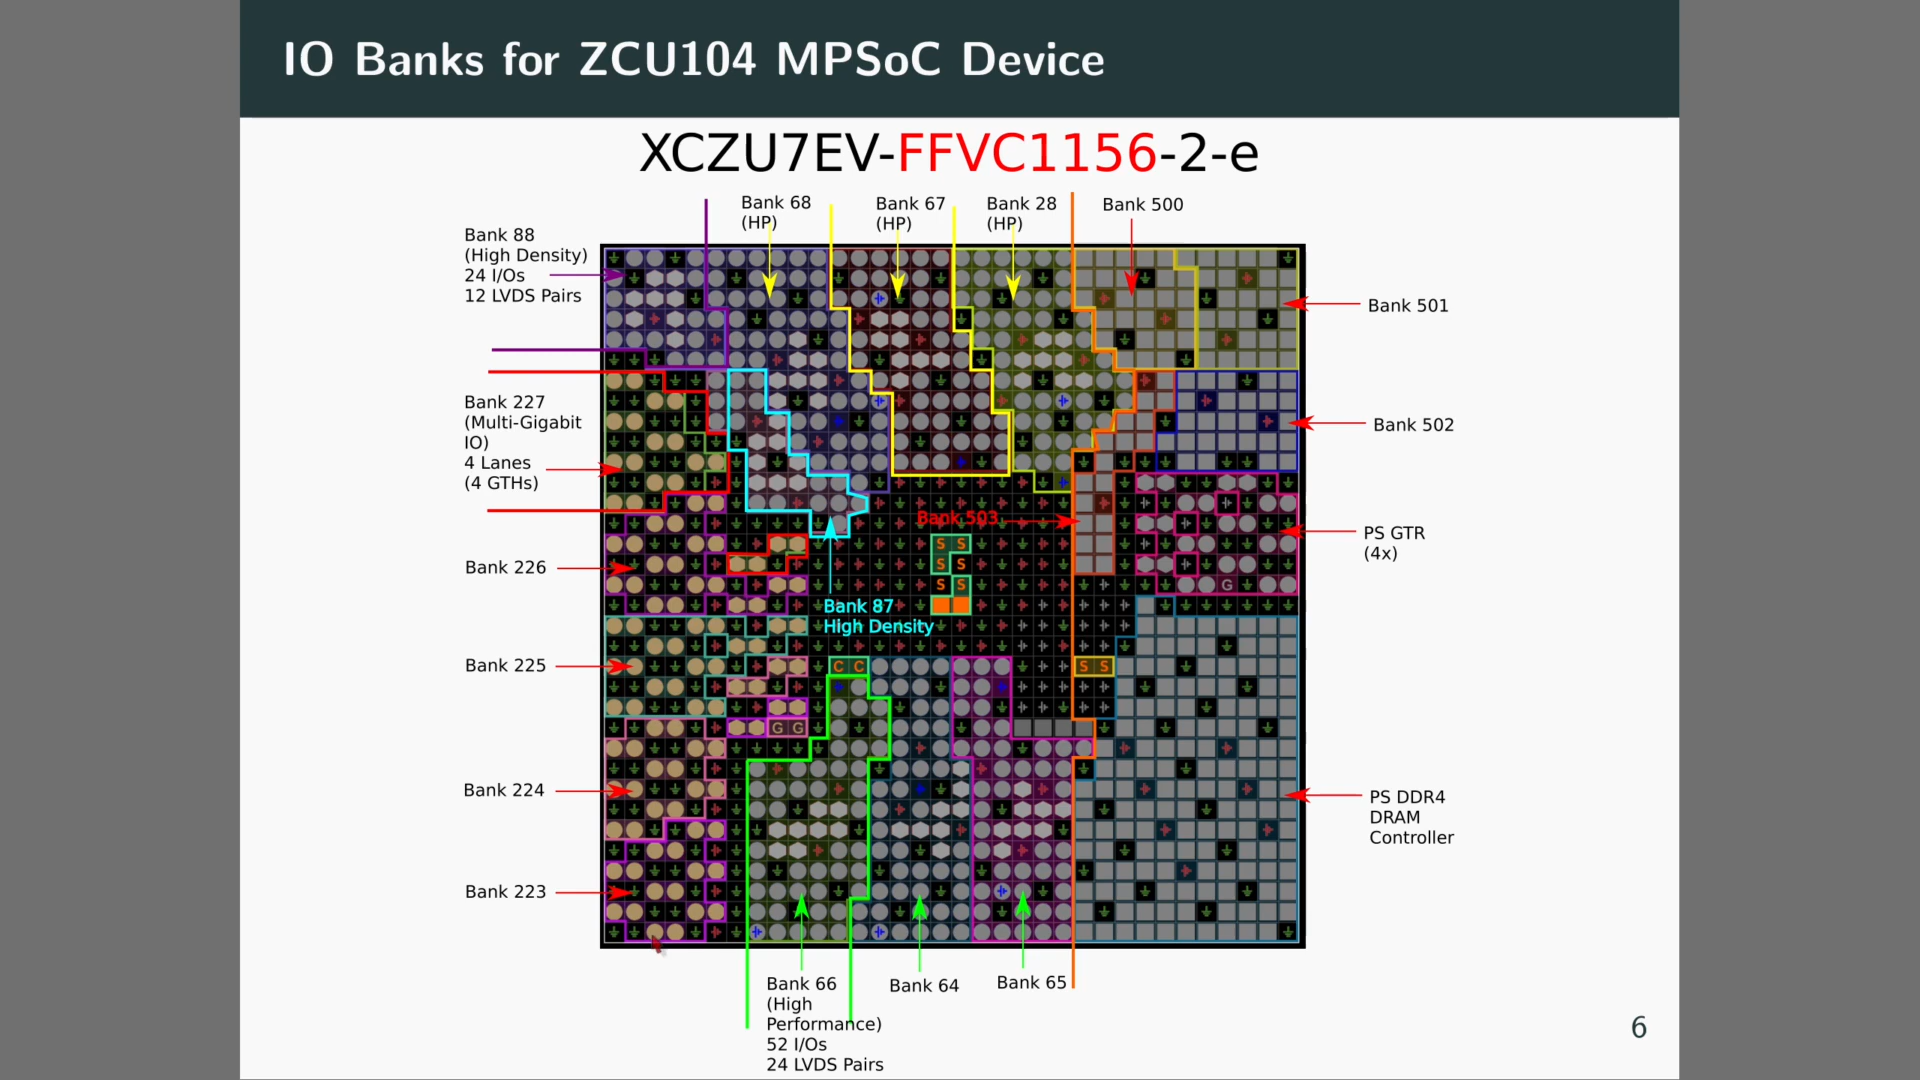 IO Banks for ZCU104 MPSoC Device
XCZU7EV-FFVC1156-2-e
Bank 68
(HP)
Bank 67
(HP)
Bank 28
(HP)
Bank 500
Bank 88
(High Density)
24 I/Os
12 LVDS Pairs
Bank 501
Bank 227
(Multi-Gigabit
IO)
4 Lanes
(4 GTHs)
Bank 502
Bank 503
PS GTR
(4x)
S S
S S
S S
G
Bank 226
Bank 87
High Density
Bank 225
C C
S S
G G
Bank 224
PS DDR4
DRAM
Controller
Bank 223
Bank 66
(High
Performance)
52 I/Os
24 LVDS Pairs
Bank 64
Bank 65
6